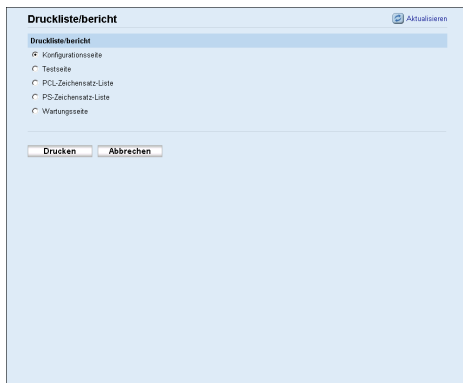 Druckliste/bericht
Aktualisieren
Druckliste/bericht
Konfigurationsseite
Testseite
PCL-Zeichensatz-Liste
PS-Zeichensatz-Liste
Wartungsseite
Drucken Abbrechen